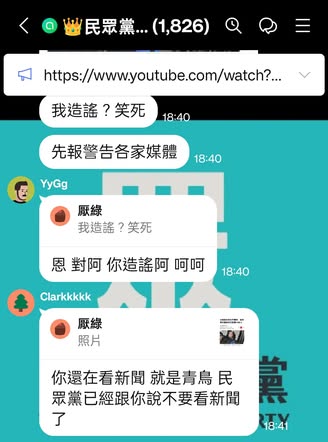 👑民眾黨... (1,826)
https://www.youtube.com/watch?...
我造謠？笑死
18:40
先報警告各家媒體
18:40
YyGg
厭綠
我造謠？笑死
恩 對阿 你造謠阿 呵呵
18:40
Clarkkkkk
厭綠
照片
你還在看新聞 就是青鳥 民
眾黨已經跟你說不要看新聞
了
18:41
眾
黨
RTY